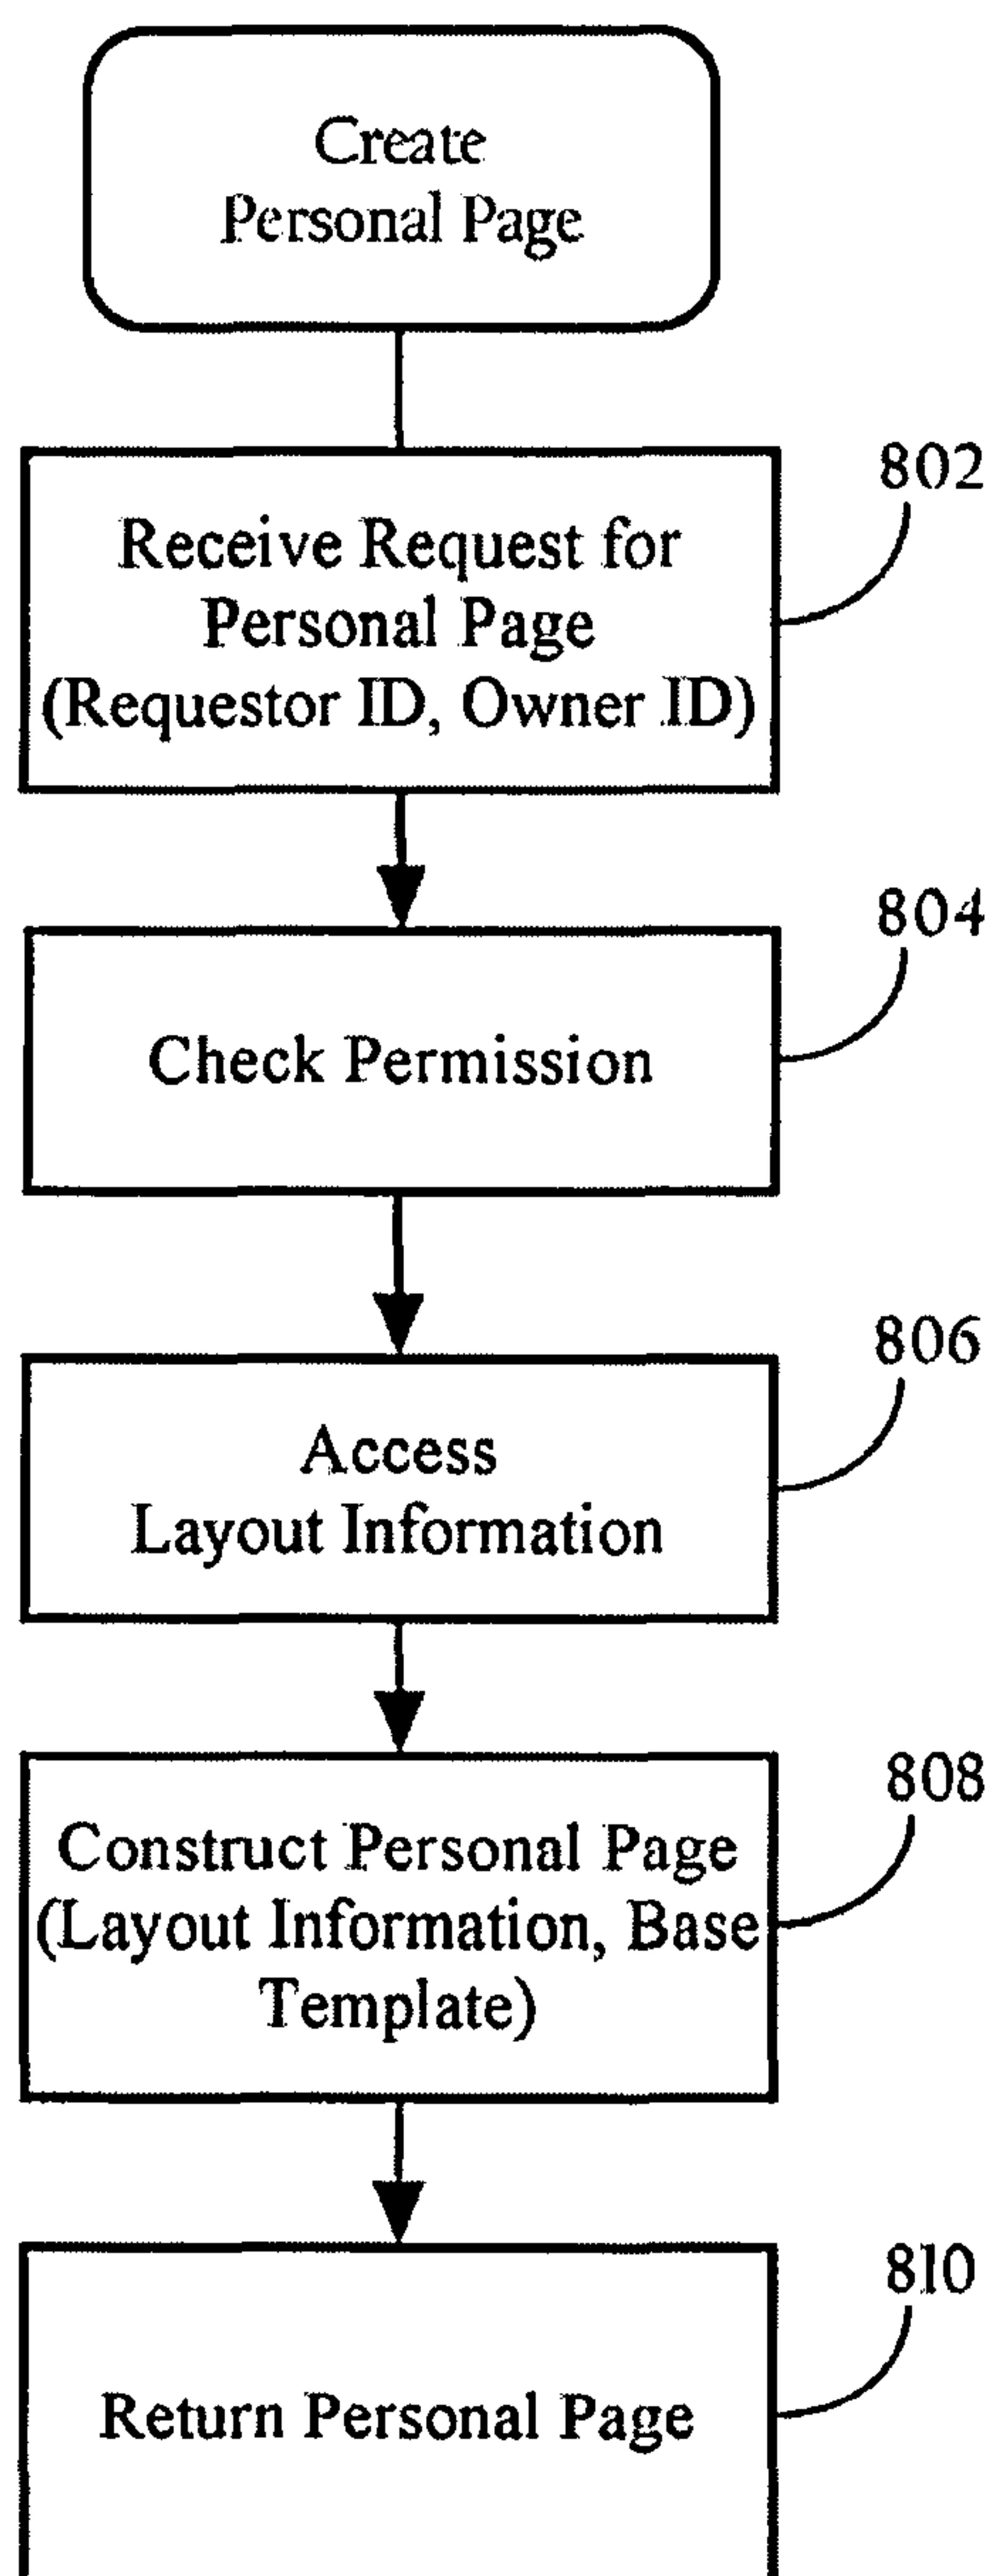 Create
Personal Page
802
Receive Request for
Personal Page
(Requestor ID, Owner ID)
804
Check Permission
806
Access
Layout Information
808
Construct Personal Page
(Layout Information, Base
Template)
810
Return Personal Page